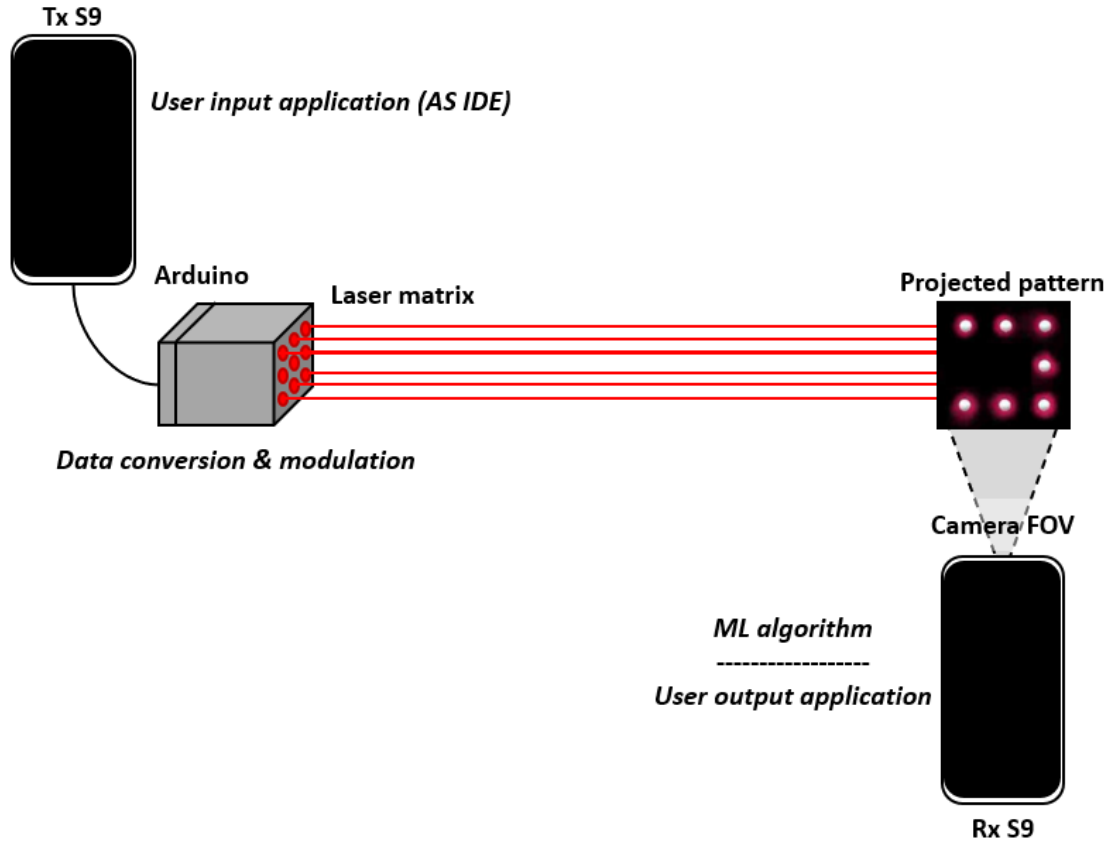 Tx S9
User input application (AS IDE)
Arduino
Laser matrix
Projected pattern
Data conversion & modulation
Camera FOV
ML algorithm
------------------
User output application
Rx S9